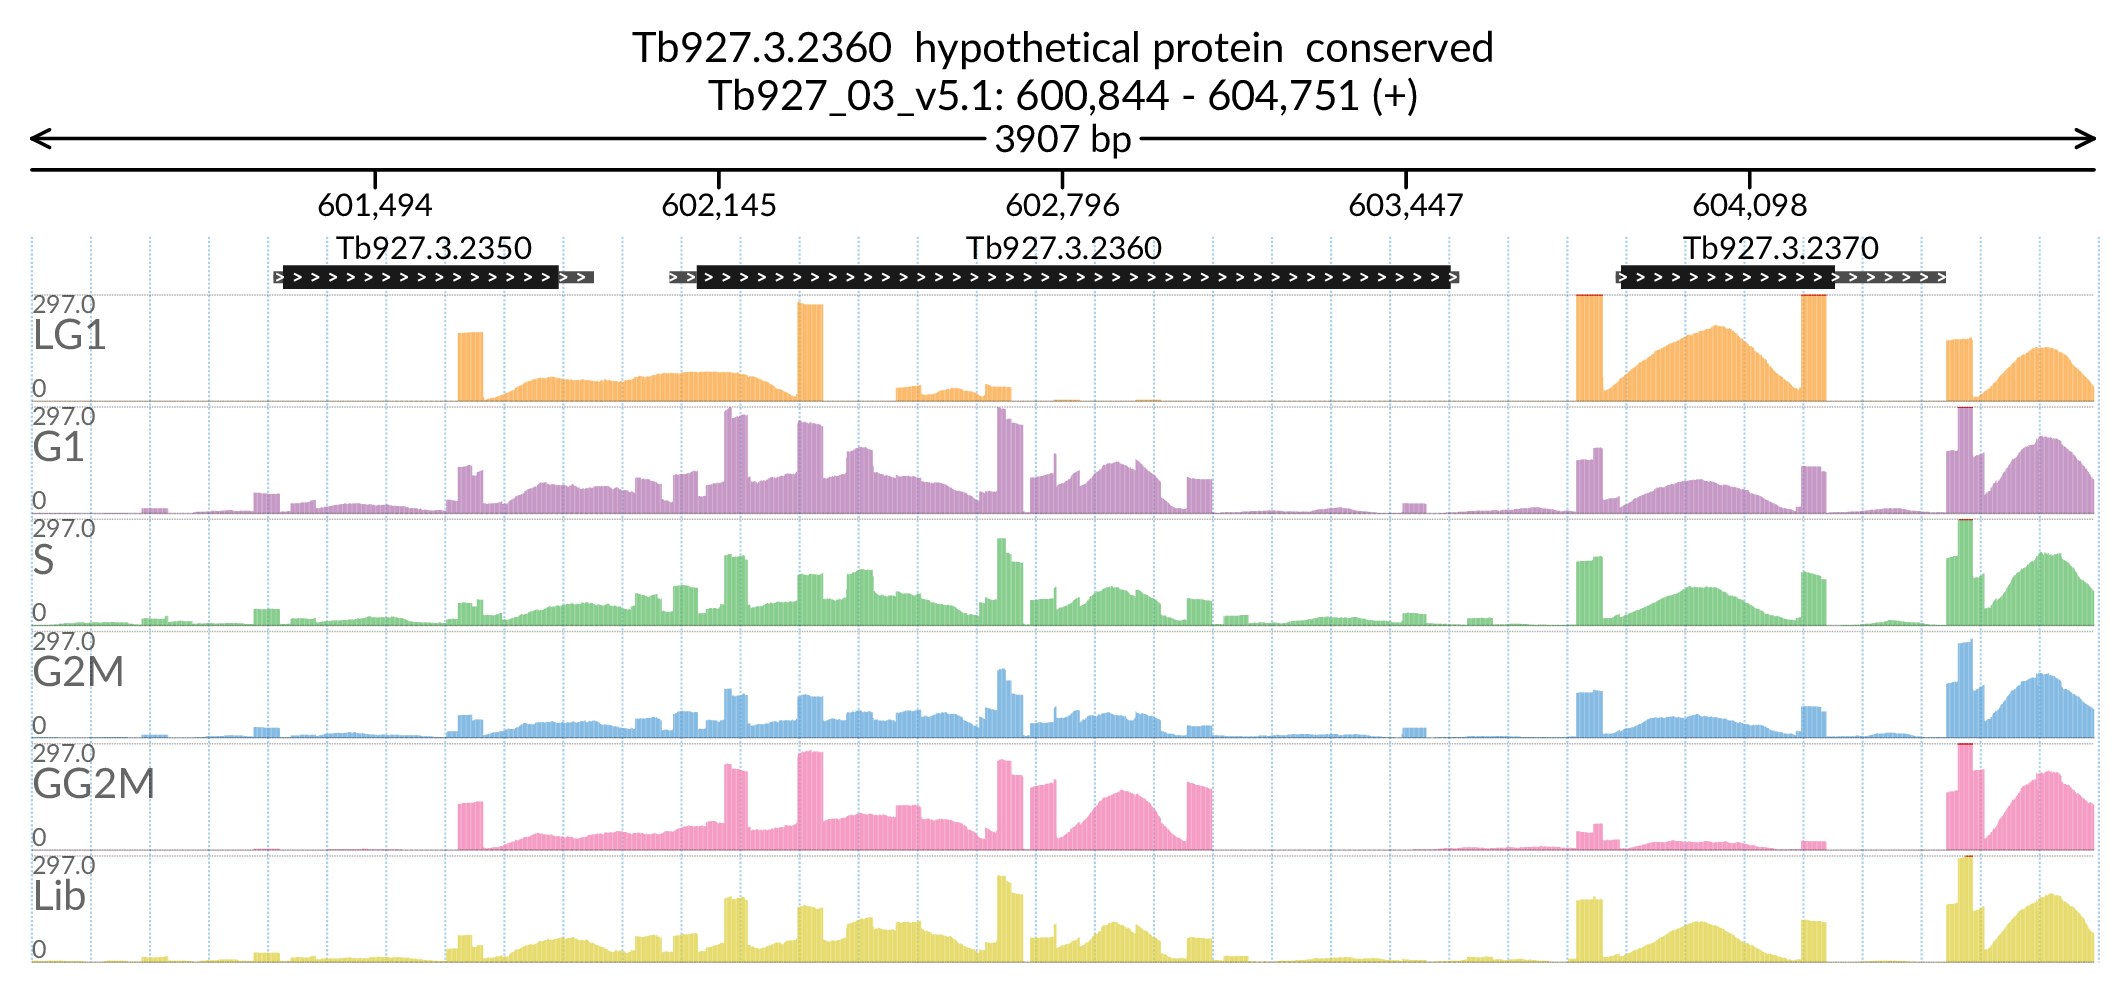 Tb927.3.2360 hypothetical protein conserved
Tb927_03_v5.1: 600,844 - 604,751 (+)
3907 bp
601,494 602,145 602,796 603,447 604,098
Tb927.3.2350 Tb927.3.2360 Tb927.3.2370
297.0
LG1
0
297.0
G1
0
297.0
S
0
297.0
G2M
0
297.0
GG2M
0
297.0
Lib
0